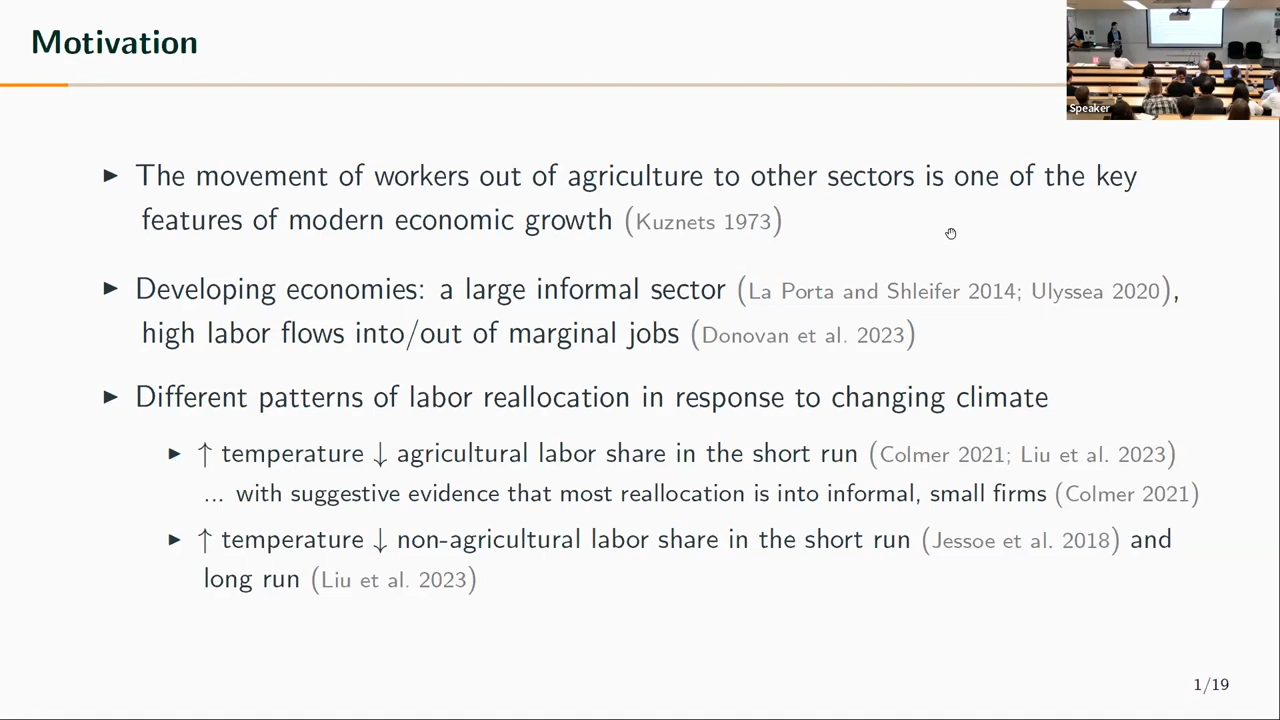 Motivation
Speaker
▶ The movement of workers out of agriculture to other sectors is one of the key
features of modern economic growth (Kuznets 1973)
▶ Developing economies: a large informal sector (La Porta and Shleifer 2014; Ulyssea 2020),
high labor flows into/out of marginal jobs (Donovan et al. 2023)
▶ Different patterns of labor reallocation in response to changing climate
▶ ↑ temperature ↓ agricultural labor share in the short run (Colmer 2021; Liu et al. 2023)
... with suggestive evidence that most reallocation is into informal, small firms (Colmer 2021)
▶ ↑ temperature ↓ non-agricultural labor share in the short run (Jessoe et al. 2018) and
long run (Liu et al. 2023)
1/19